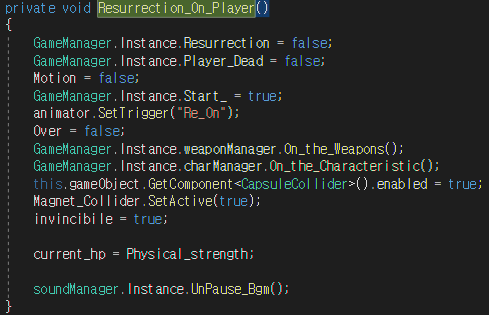 private void Resurrection_On_Player()
{
GameManager.Instance.Resurrection = false;
GameManager.Instance.Player_Dead = false;
Motion = false;
GameManager.Instance.Start_ = true;
animator.SetTrigger("Re_On");
Over = false;
GameManager.Instance.weaponManager.On_the_Weapons();
GameManager.Instance.charManager.On_the_Characteristic();
this.gameObject.GetComponent<CapsuleCollider>().enabled = true;
Magnet_Collider.SetActive(true);
invincibile = true;
current_hp = Physical_strength;
soundManager.Instance.UnPause_Bgm();
}